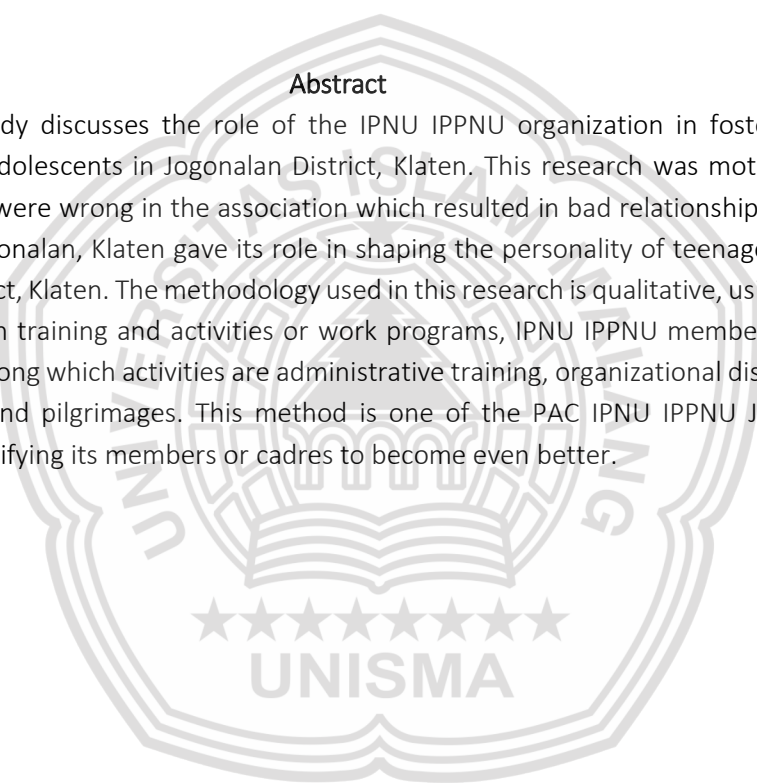 Abstract
dy discusses the role of the IPNU IPPNU organization in foste
dolescents in Jogonalan District, Klaten. This research was mot
were wrong in the association which resulted in bad relationship
onalan, Klaten gave its role in shaping the personality of teenage
ct, Klaten. The methodology used in this research is qualitative, us
n training and activities or work programs, IPNU IPPNU membe
ong which activities are administrative training, organizational dis
nd pilgrimages. This method is one of the PAC IPNU IPPNU J
ifying its members or cadres to become even better.
UNIVERSITAS ISLAM MALANG
UNISMA